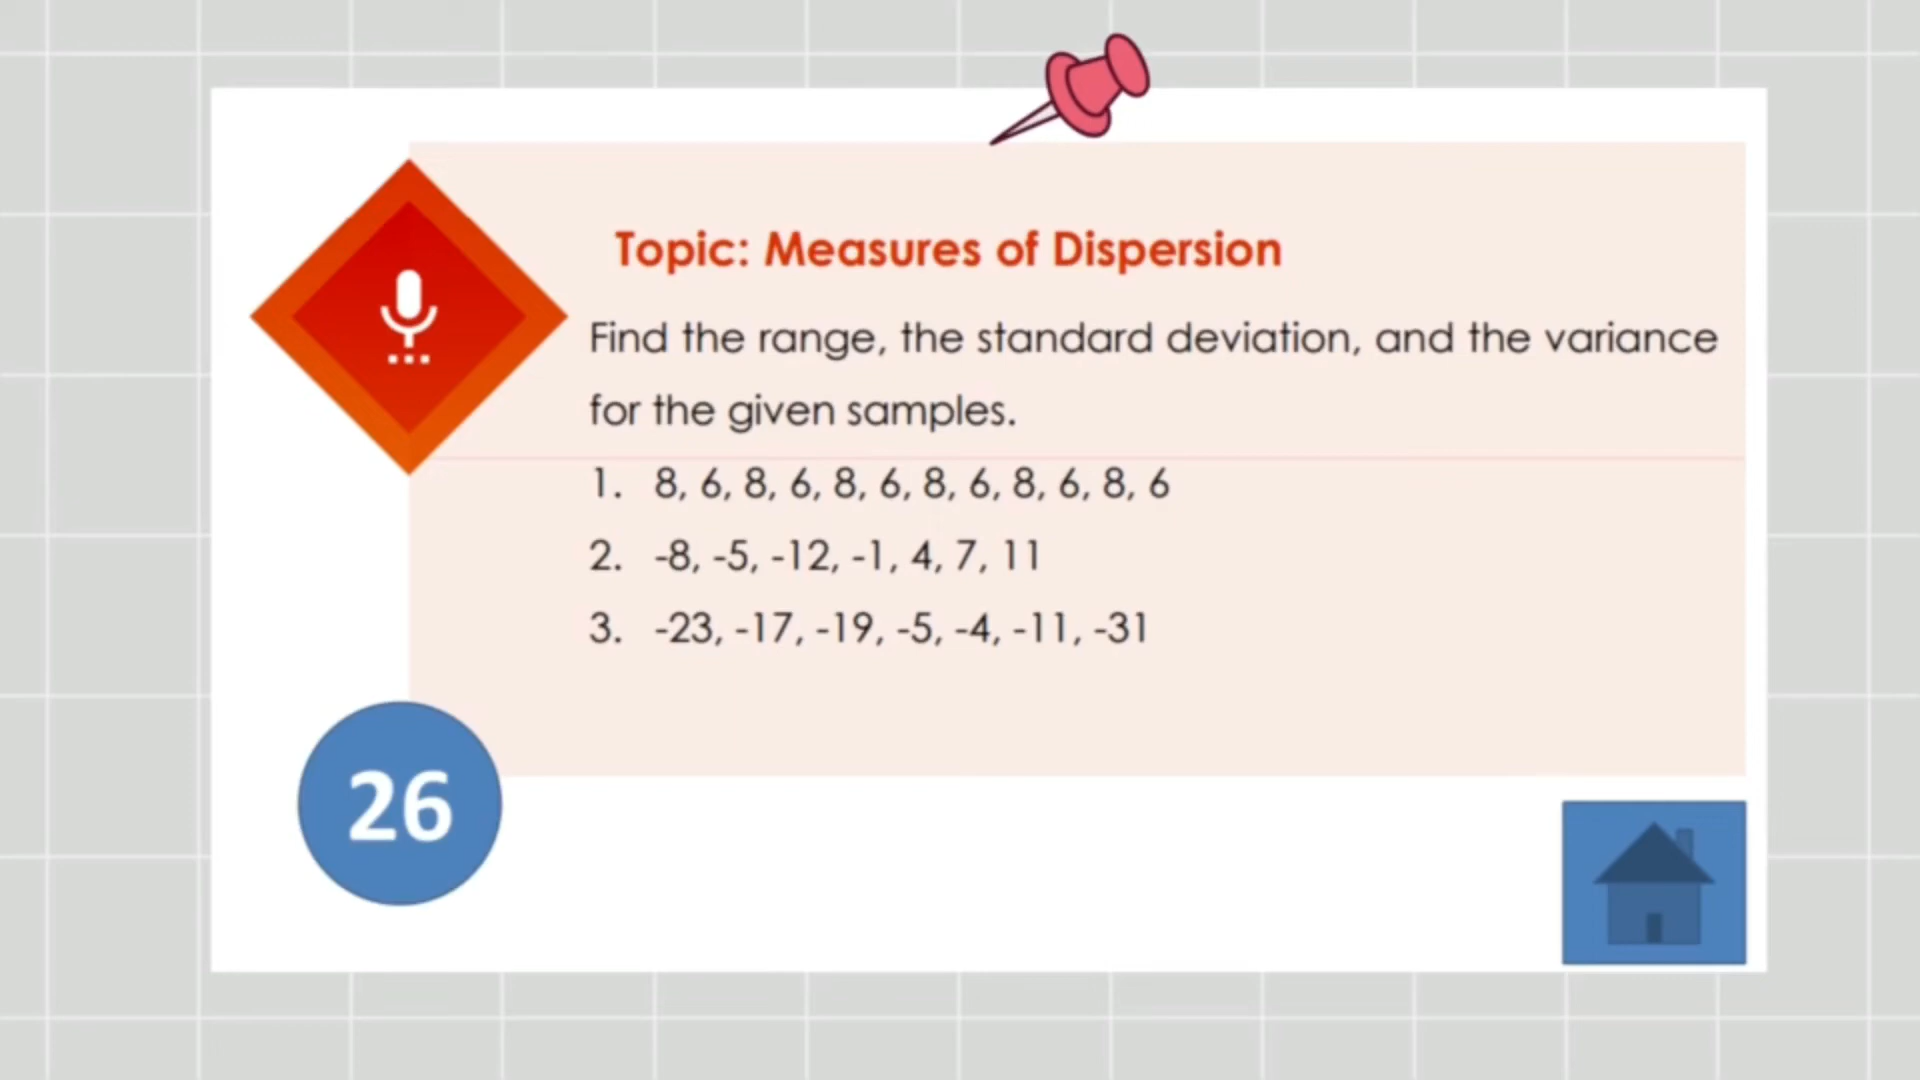 Topic: Measures of Dispersion
Find the range, the standard deviation, and the variance
for the given samples.
1. 8, 6, 8, 6, 8, 6, 8, 6, 8, 6, 8, 6
2. -8, -5, -12, -1, 4, 7, 11
3. -23, -17, -19, -5, -4, -11, -31
26